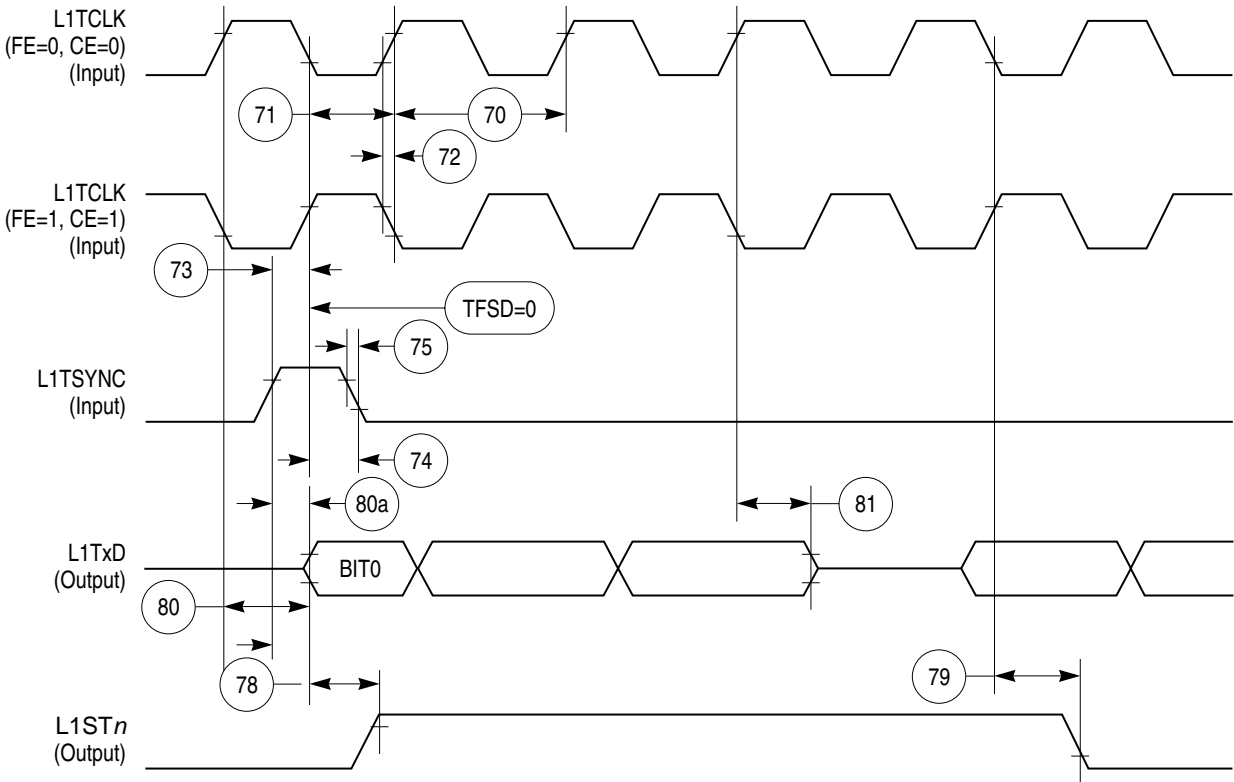 L1TCLK
(FE=0, CE=0)
(Input)
71
70
72
L1TCLK
(FE=1, CE=1)
(Input)
73
TFSD=0
75
L1TSYNC
(Input)
74
80a
81
L1TxD
(Output)
BIT0
80
78
79
L1STn
(Output)